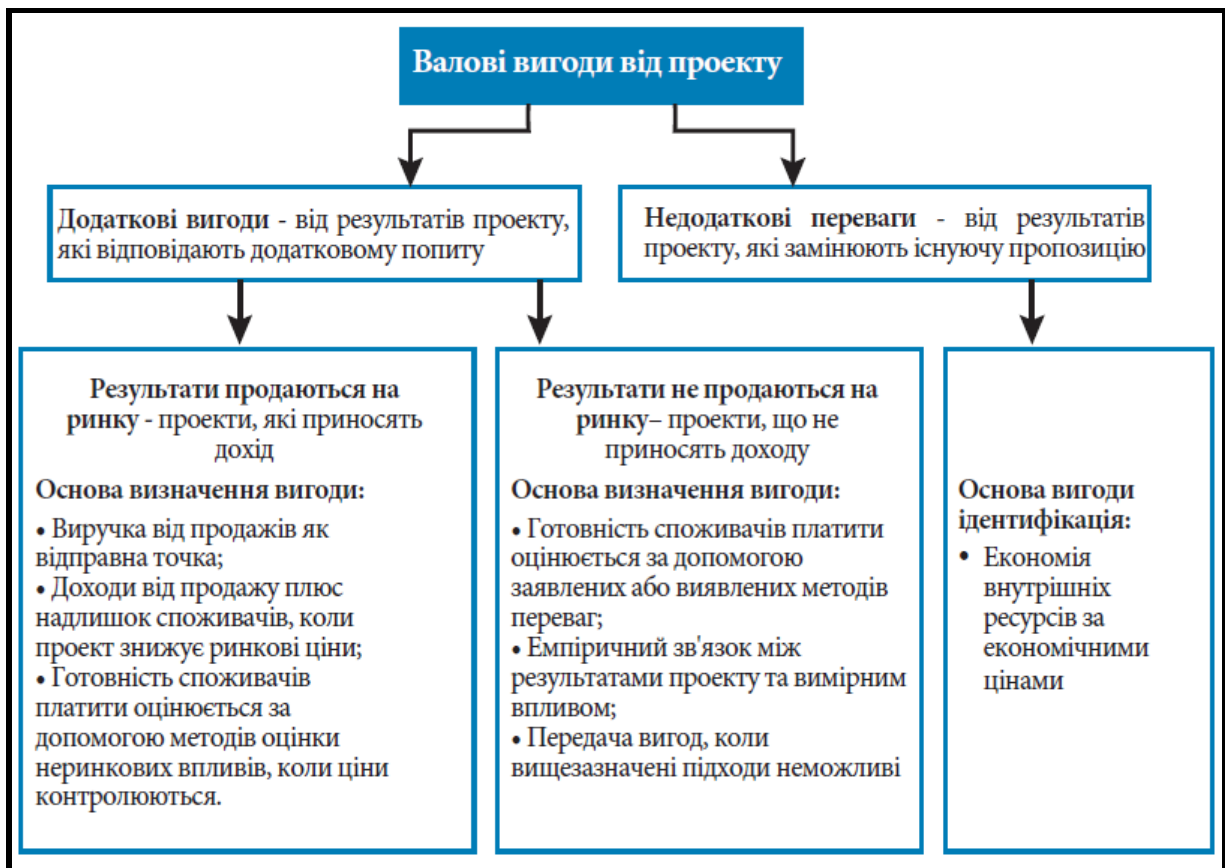 Валові вигоди від проекту
Додаткові вигоди - від результатів проекту,
які відповідають додатковому попиту
Недодаткові переваги - від результатів
проекту, які замінюють існуючу пропозицію
Результати продаються на
ринку - проекти, які приносять
дохід
Основа визначення вигоди:
• Виручка від продажів як
відправна точка;
• Доходи від продажу плюс
надлишок споживачів, коли
проект знижує ринкові ціни;
• Готовність споживачів
платити оцінюється за
допомогою методів оцінки
неринкових впливів, коли ціни
контролюються.
Результати не продаються на
ринку– проекти, що не
приносять доходу
Основа визначення вигоди:
• Готовність споживачів платити
оцінюється за допомогою
заявлених або виявлених методів
переваг;
• Емпіричний зв'язок між
результатами проекту та вимірним
впливом;
• Передача вигод, коли
вищезазначені підходи неможливі
Основа вигоди
ідентифікація:
• Економія
внутрішніх
ресурсів за
економічними
цінами